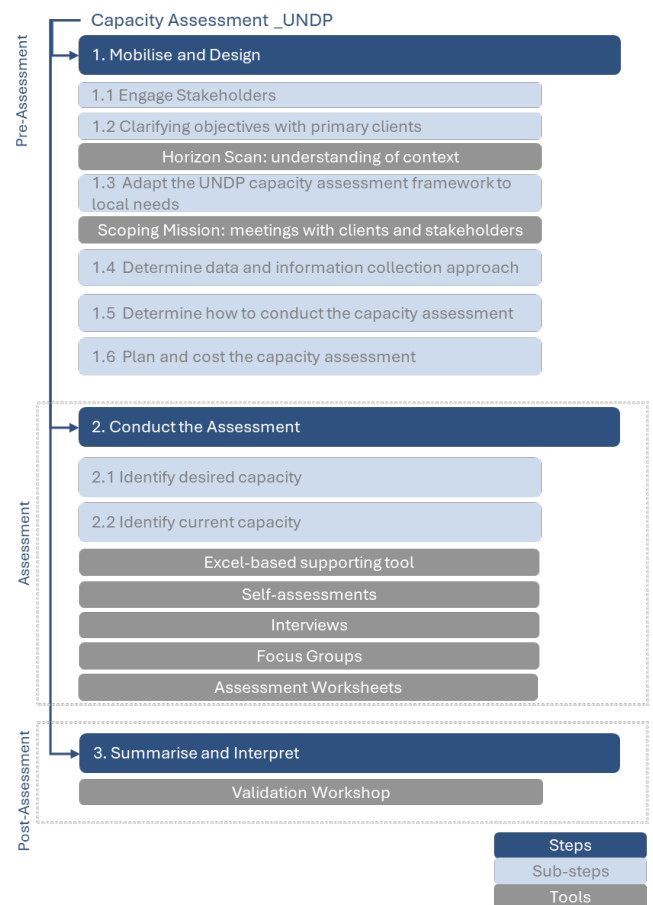 Capacity Assessment _UNDP
Pre-Assessment
1. Mobilise and Design
1.1 Engage Stakeholders
1.2 Clarifying objectives with primary clients
Horizon Scan: understanding of context
1.3 Adapt the UNDP capacity assessment framework to
local needs
Scoping Mission: meetings with clients and stakeholders
1.4 Determine data and information collection approach
1.5 Determine how to conduct the capacity assessment
1.6 Plan and cost the capacity assessment
Assessment
2. Conduct the Assessment
2.1 Identify desired capacity
2.2 Identify current capacity
Excel-based supporting tool
Self-assessments
Interviews
Focus Groups
Assessment Worksheets
Post-Assessment
3. Summarise and Interpret
Validation Workshop
Steps
Sub-steps
Tools